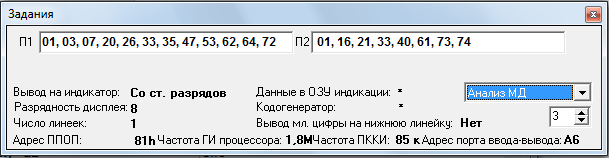 Задания
П1 01, 03, 07, 20, 26, 33, 35, 47, 53, 62, 64, 72 П2 01, 16, 21, 33, 40, 61, 73, 74
Вывод на индикатор: Со ст. разрядов Данные в ОЗУ индикации: * Анализ МД
Разрядность дисплея: 8 Кодогенератор: *
Число линеек: 1 Вывод мл. цифры на нижнюю линейку: Нет 3
Адрес ППОП: 81h Частота ГИ процессора: 1,8М Частота ПККИ: 85 к Адрес порта ввода-вывода: А6